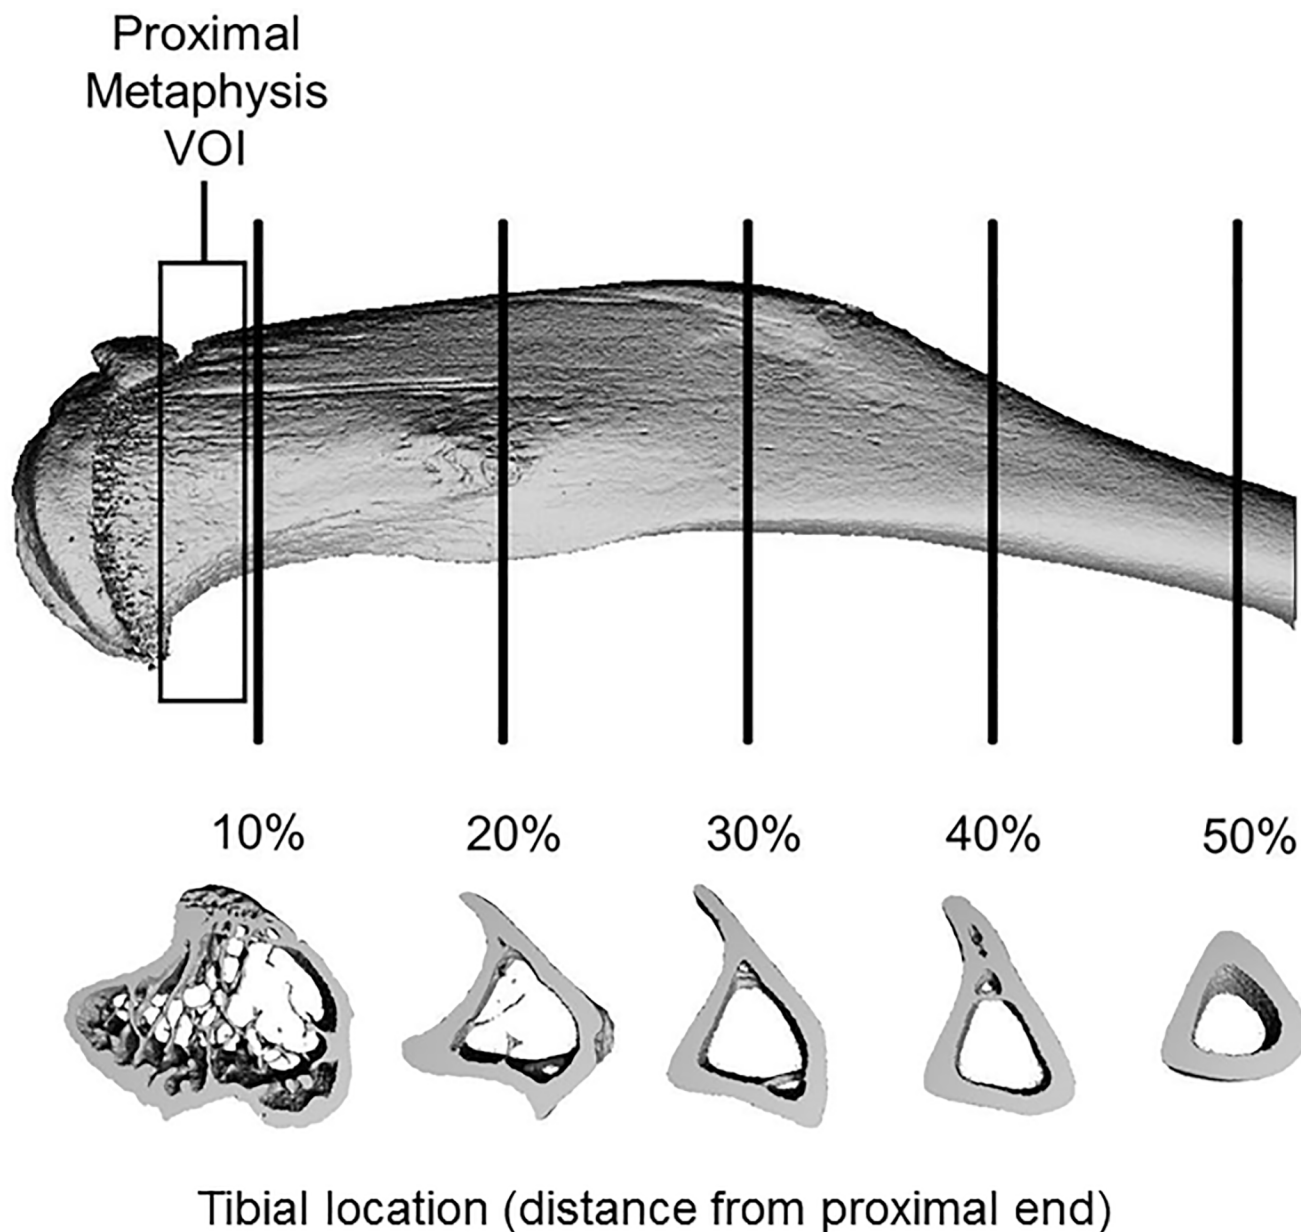 Proximal
Metaphysis
VOI
10% 20% 30% 40% 50%
Tibial location (distance from proximal end)